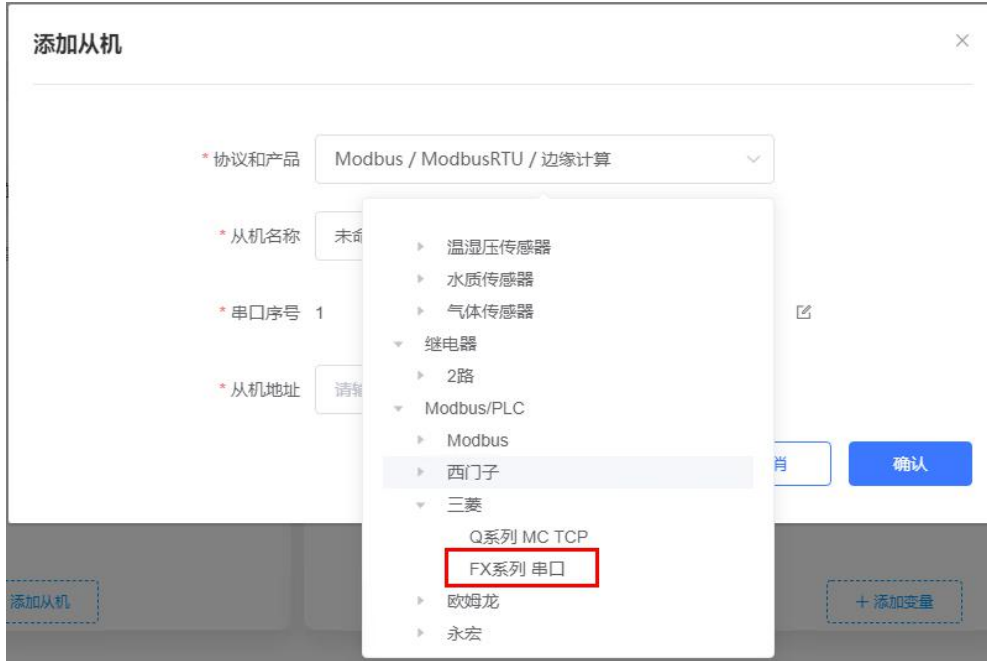 添加从机
* 协议和产品 Modbus / ModbusRTU / 边缘计算
* 从机名称 未
温湿压传感器
水质传感器
气体传感器
* 串口序号 1
继电器
2路
* 从机地址 请
Modbus/PLC
Modbus
西门子
三菱
Q系列 MC TCP
FX系列 串口
欧姆龙
永宏
确认
添加从机
+ 添加变量